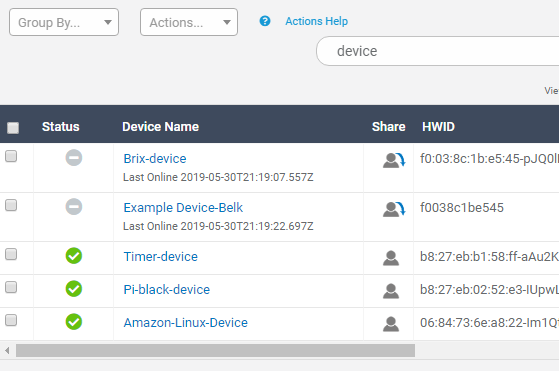 Group By... Actions... Actions Help
device
Vie
Status Device Name Share HWID
Brix-device f0:03:8c:1b:e5:45-pJQ0l
Last Online 2019-05-30T21:19:07.557Z
Example Device-Belk f0038c1be545
Last Online 2019-05-30T21:19:22.697Z
Timer-device b8:27:eb:b1:58:ff-aAu2K
Pi-black-device b8:27:eb:02:52:e3-IUpwL
Amazon-Linux-Device 06:84:73:6e:a8:22-Im1Q